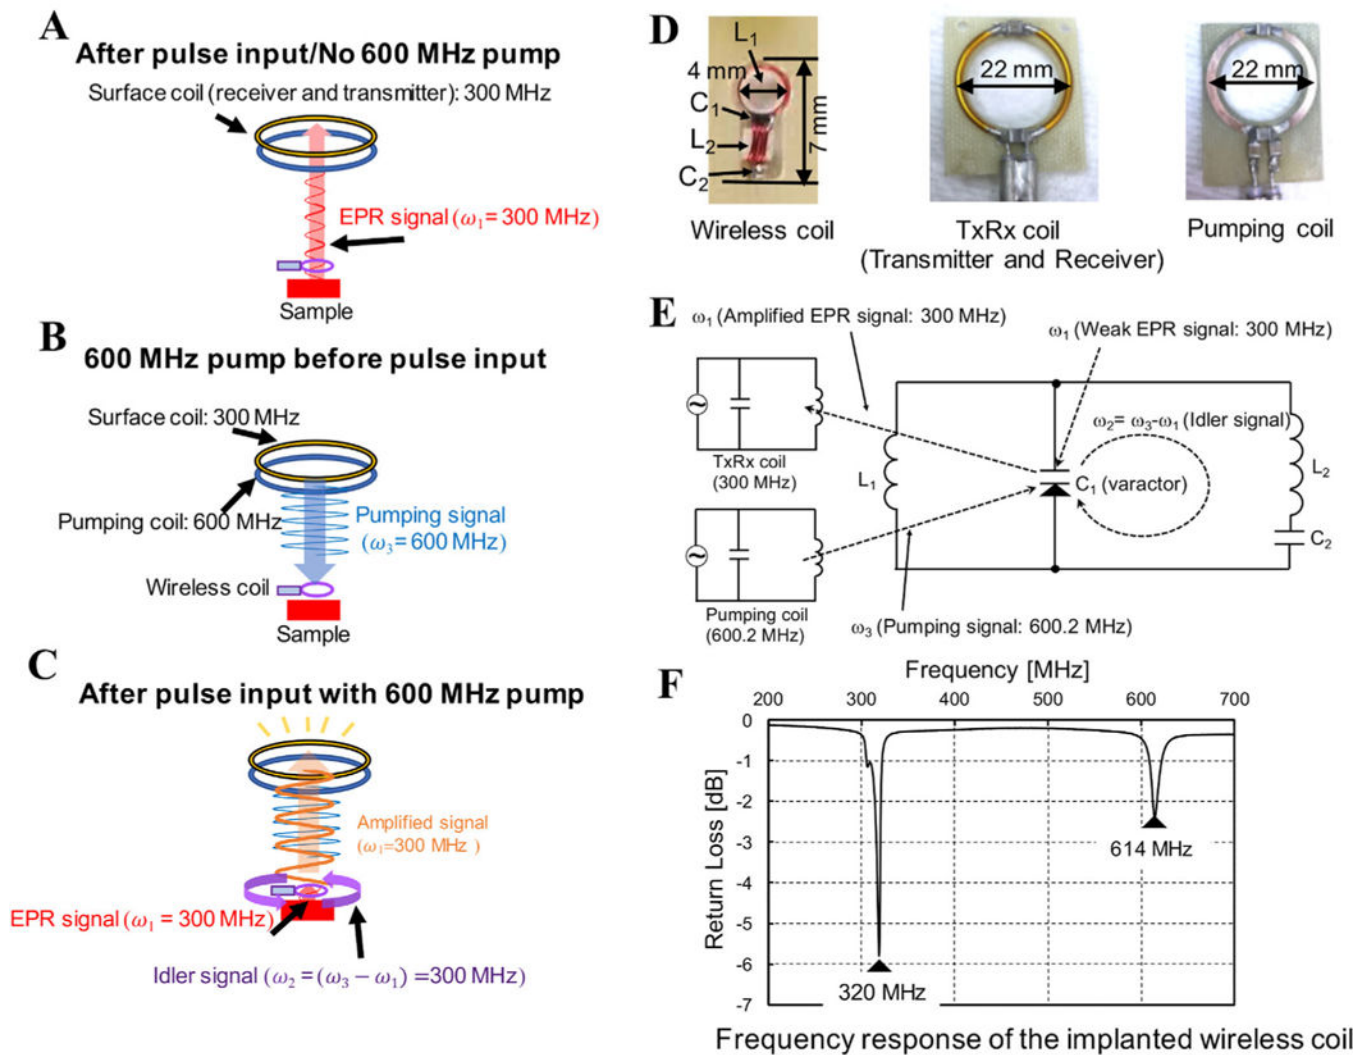 A
After pulse input/No 600 MHz pump
Surface coil (receiver and transmitter): 300 MHz
EPR signal (ω₁= 300 MHz)
Sample
B
600 MHz pump before pulse input
Surface coil: 300 MHz
Pumping coil: 600 MHz
Pumping signal
(ω₃= 600 MHz)
Wireless coil
Sample
C
After pulse input with 600 MHz pump
Amplified signal
(ω₁=300 MHz )
EPR signal (ω₁ = 300 MHz)
Idler signal (ω₂ =(ω₃ − ω₁) =300 MHz)
D
L₁
4 mm
C₁
L₂
C₂
7 mm
Wireless coil
22 mm
TxRx coil
(Transmitter and Receiver)
22 mm
Pumping coil
E
ω₁ (Amplified EPR signal: 300 MHz)
ω₁ (Weak EPR signal: 300 MHz)
TxRx coil
(300 MHz)
L₁
ω₂= ω₃-ω₁ (Idler signal)
C₁ (varactor)
L₂
C₂
Pumping coil
(600.2 MHz)
ω₃ (Pumping signal: 600.2 MHz)
F
Frequency [MHz]
200 300 400 500 600 700
Return Loss [dB]
0
-1
-2
-3
-4
-5
-6
-7
614 MHz
320 MHz
Frequency response of the implanted wireless coil